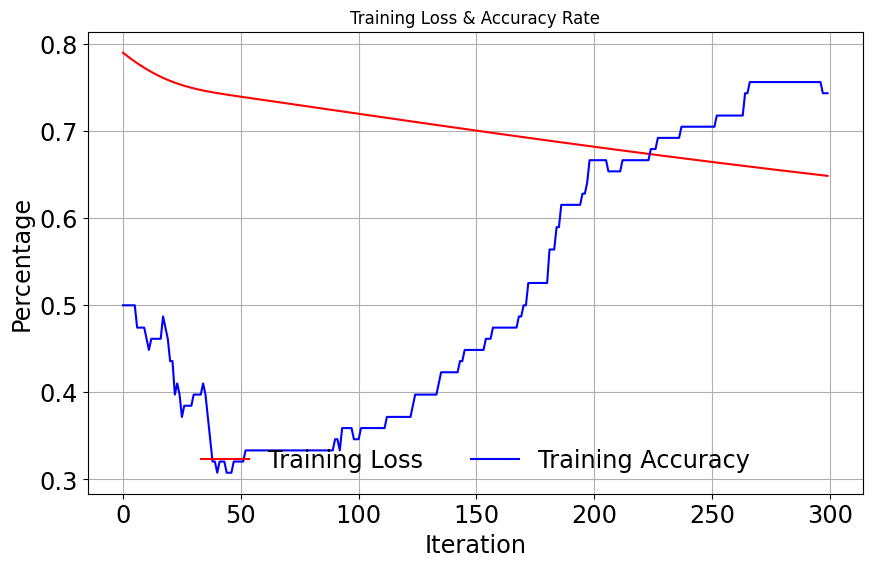 Training Loss & Accuracy Rate
Percentage
0.8
0.7
0.6
0.5
0.4
0.3
Training Loss Training Accuracy
0 50 100 150 200 250 300
Iteration